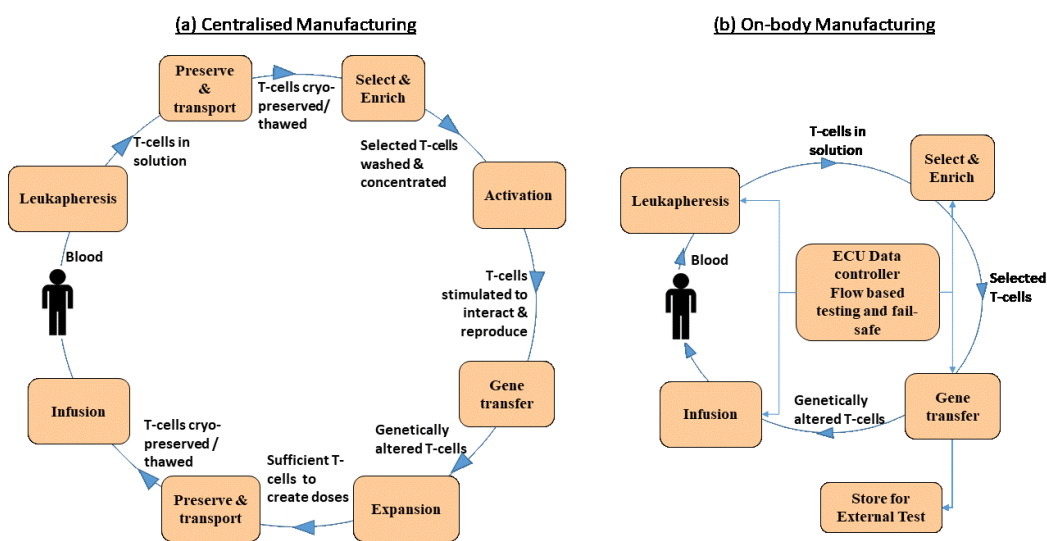 (a) Centralised Manufacturing
Preserve
&
transport
T-cells cryo-
preserved/
thawed
Select &
Enrich
T-cells in
solution
Selected T-cells
washed &
concentrated
Leukapheresis
Activation
Blood
T-cells
stimulated to
interact &
reproduce
Infusion
Gene
transfer
T-cells cryo-
preserved /
thawed
Genetically
altered T-cells
Sufficient T-
cells to
create doses
Preserve &
transport
Expansion
(b) On-body Manufacturing
T-cells in
solution
Select &
Enrich
Leukapheresis
Blood
ECU Data
controller
Flow based
testing and fail-
safe
Selected
T-cells
Infusion
Genetically
altered T-cells
Gene
transfer
Store for
External Test